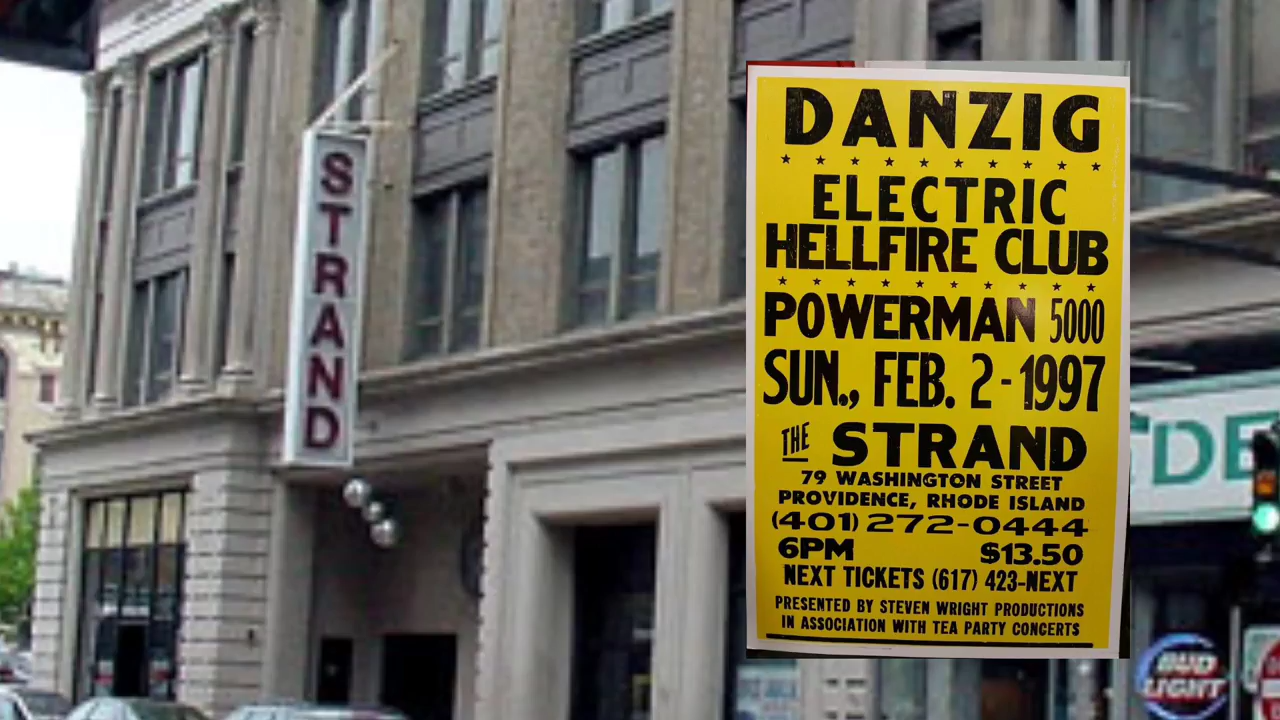 STRAND
DANZIG
ELECTRIC
HELLFIRE CLUB
POWERMAN 5000
SUN., FEB. 2-1997
THE STRAND
79 WASHINGTON STREET
PROVIDENCE, RHODE ISLAND
(401) 272-0444
6PM $13.50
NEXT TICKETS (617) 423-NEXT
PRESENTED BY STEVEN WRIGHT PRODUCTIONS
IN ASSOCIATION WITH TEA PARTY CONCERTS
BUD
LIGHT